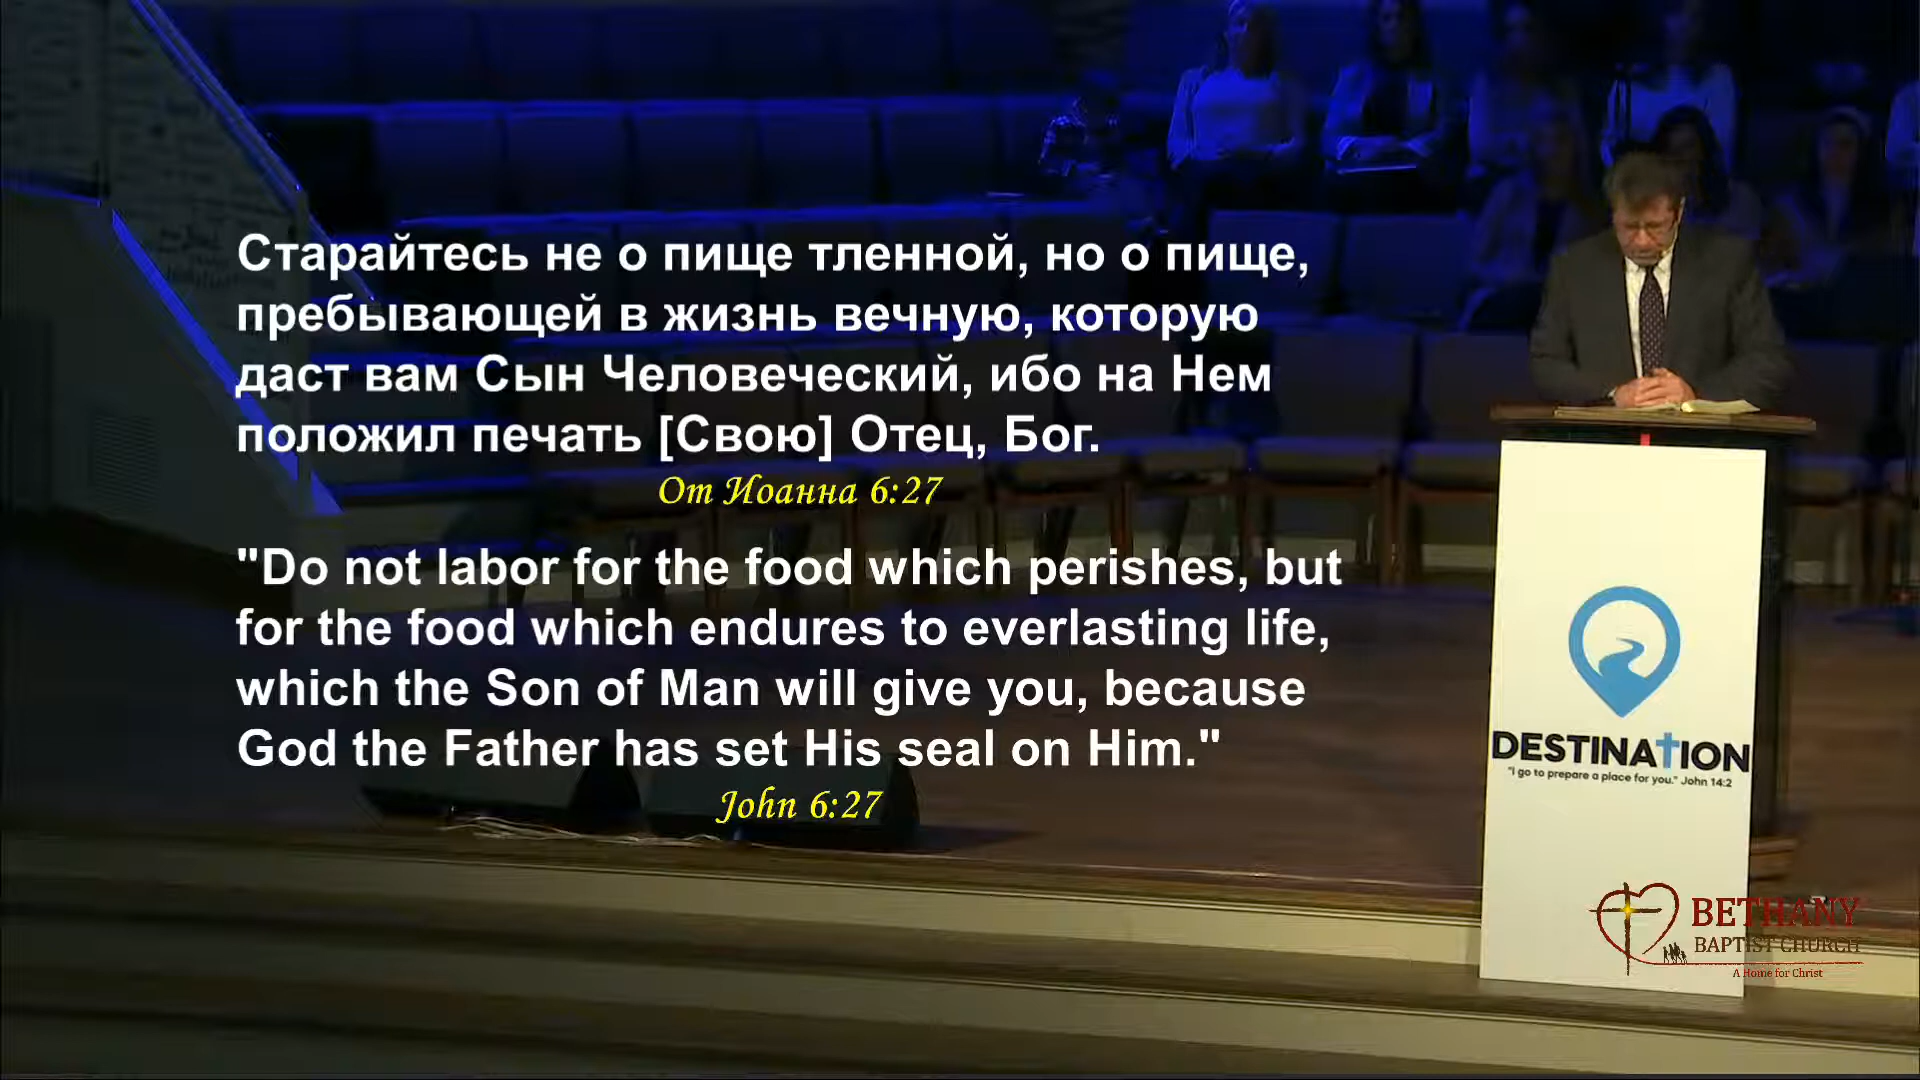 Старайтесь не о пище тленной, но о пище,
пребывающей в жизнь вечную, которую
даст вам Сын Человеческий, ибо на Нем
положил печать [Свою] Отец, Бог.
От Иоанна 6:27
"Do not labor for the food which perishes, but
for the food which endures to everlasting life,
which the Son of Man will give you, because
God the Father has set His seal on Him."
John 6:27
DESTINATION
"I go to prepare a place for you." John 14:2
BETHANY
BAPTIST CHURCH
A Home for Christ